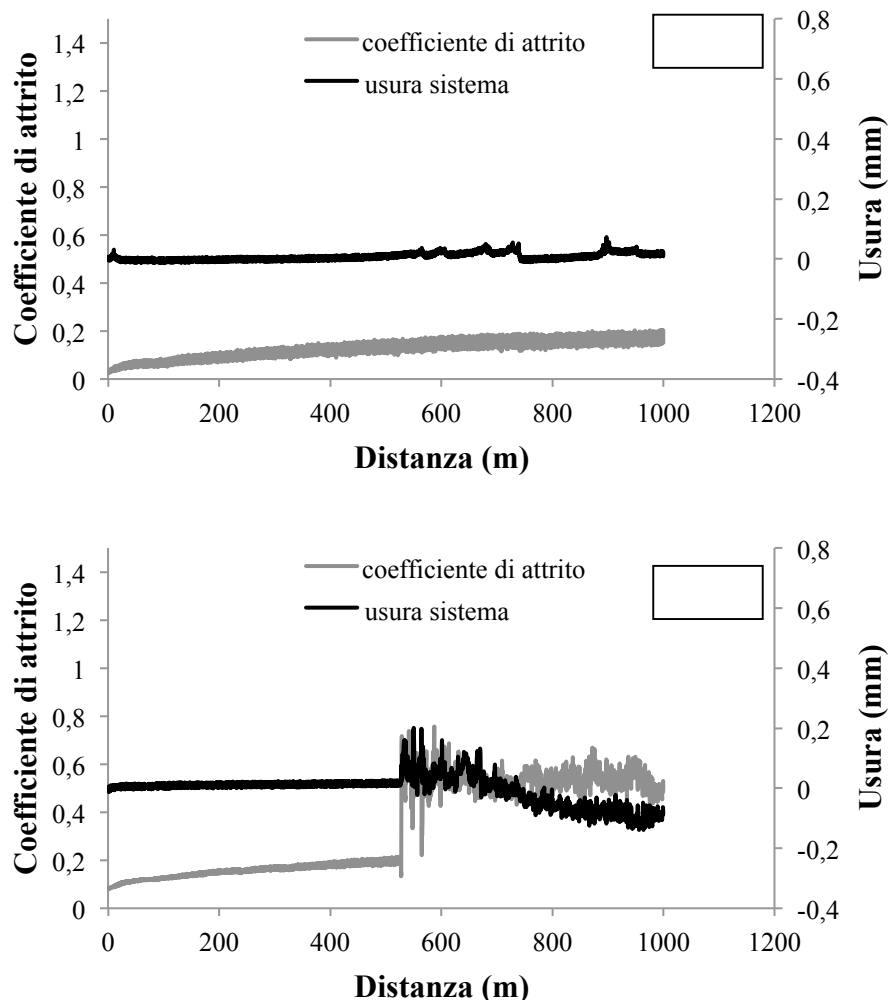 1,4
1,2
1
0,8
0,6
0,4
0,2
0
Coefficiente di attrito
coefficiente di attrito
usura sistema
0,8
0,6
0,4
0,2
0
-0,2
-0,4
Usura (mm)
0 200 400 600 800 1000 1200
Distanza (m)
1,4
1,2
1
0,8
0,6
0,4
0,2
0
Coefficiente di attrito
coefficiente di attrito
usura sistema
0,8
0,6
0,4
0,2
0
-0,2
-0,4
Usura (mm)
0 200 400 600 800 1000 1200
Distanza (m)